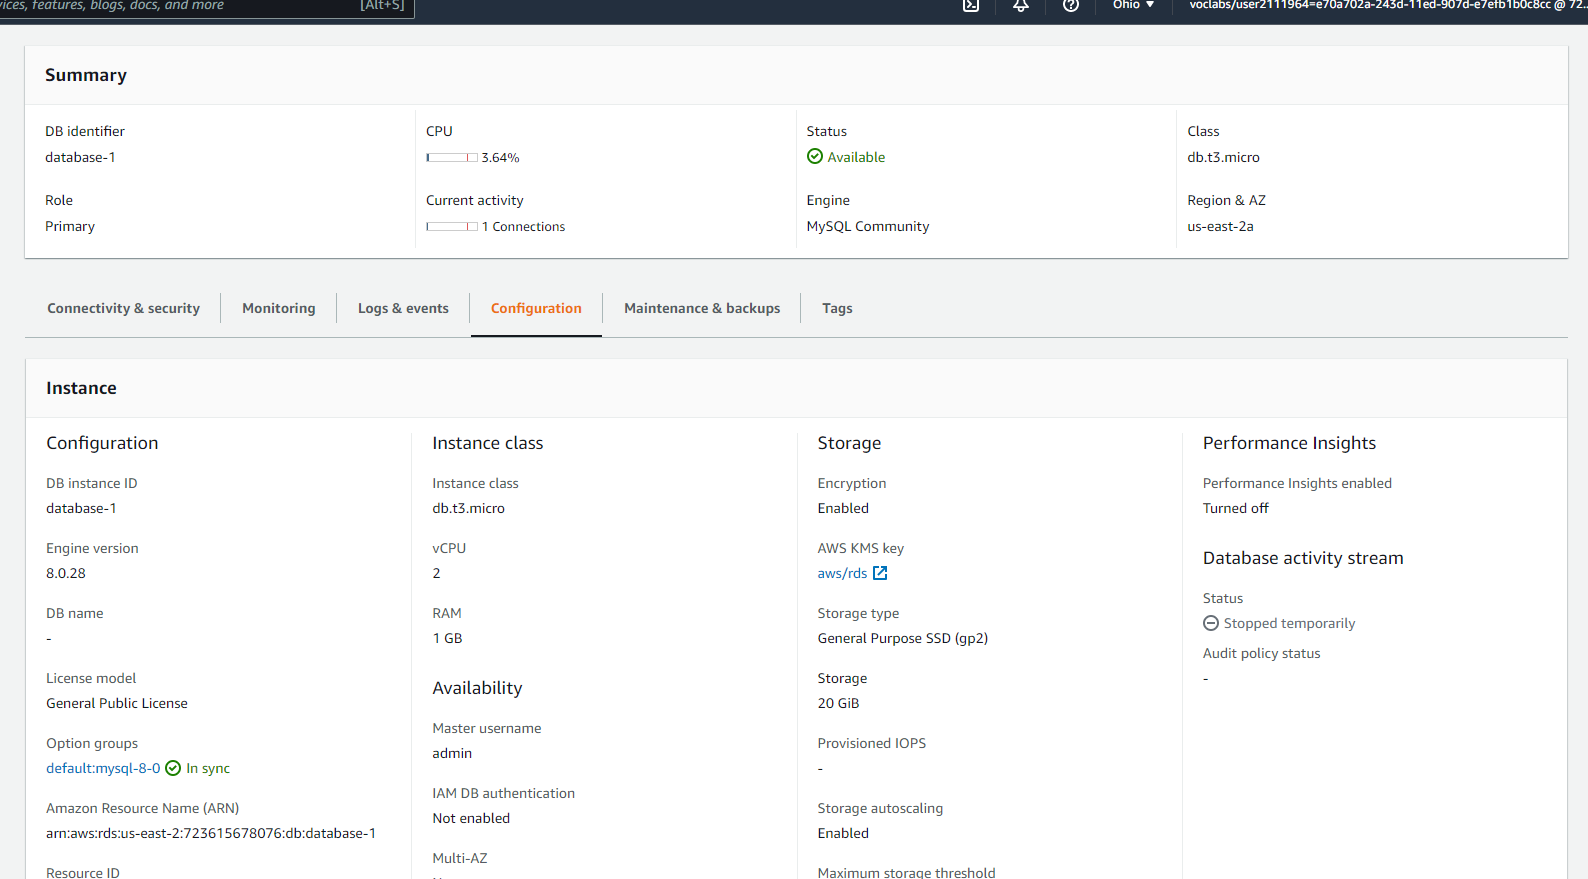 vices, features, blogs, docs, and more [Alt+S] Ohio voclabs/user2111964=e70a702a-243d-11ed-907d-e7efb1b0c8cc @ 72...
Summary
DB identifier
database-1
CPU
3.64%
Status
Available
Class
db.t3.micro
Role
Primary
Current activity
1 Connections
Engine
MySQL Community
Region & AZ
us-east-2a
Connectivity & security Monitoring Logs & events Configuration Maintenance & backups Tags
Instance
Configuration
DB instance ID
database-1
Engine version
8.0.28
DB name
-
License model
General Public License
Option groups
default:mysql-8-0 In sync
Amazon Resource Name (ARN)
arn:aws:rds:us-east-2:723615678076:db:database-1
Resource ID
Instance class
Instance class
db.t3.micro
vCPU
2
RAM
1 GB
Availability
Master username
admin
IAM DB authentication
Not enabled
Multi-AZ
Storage
Encryption
Enabled
AWS KMS key
aws/rds
Storage type
General Purpose SSD (gp2)
Storage
20 GiB
Provisioned IOPS
-
Storage autoscaling
Enabled
Maximum storage threshold
Performance Insights
Performance Insights enabled
Turned off
Database activity stream
Status
Stopped temporarily
Audit policy status
-